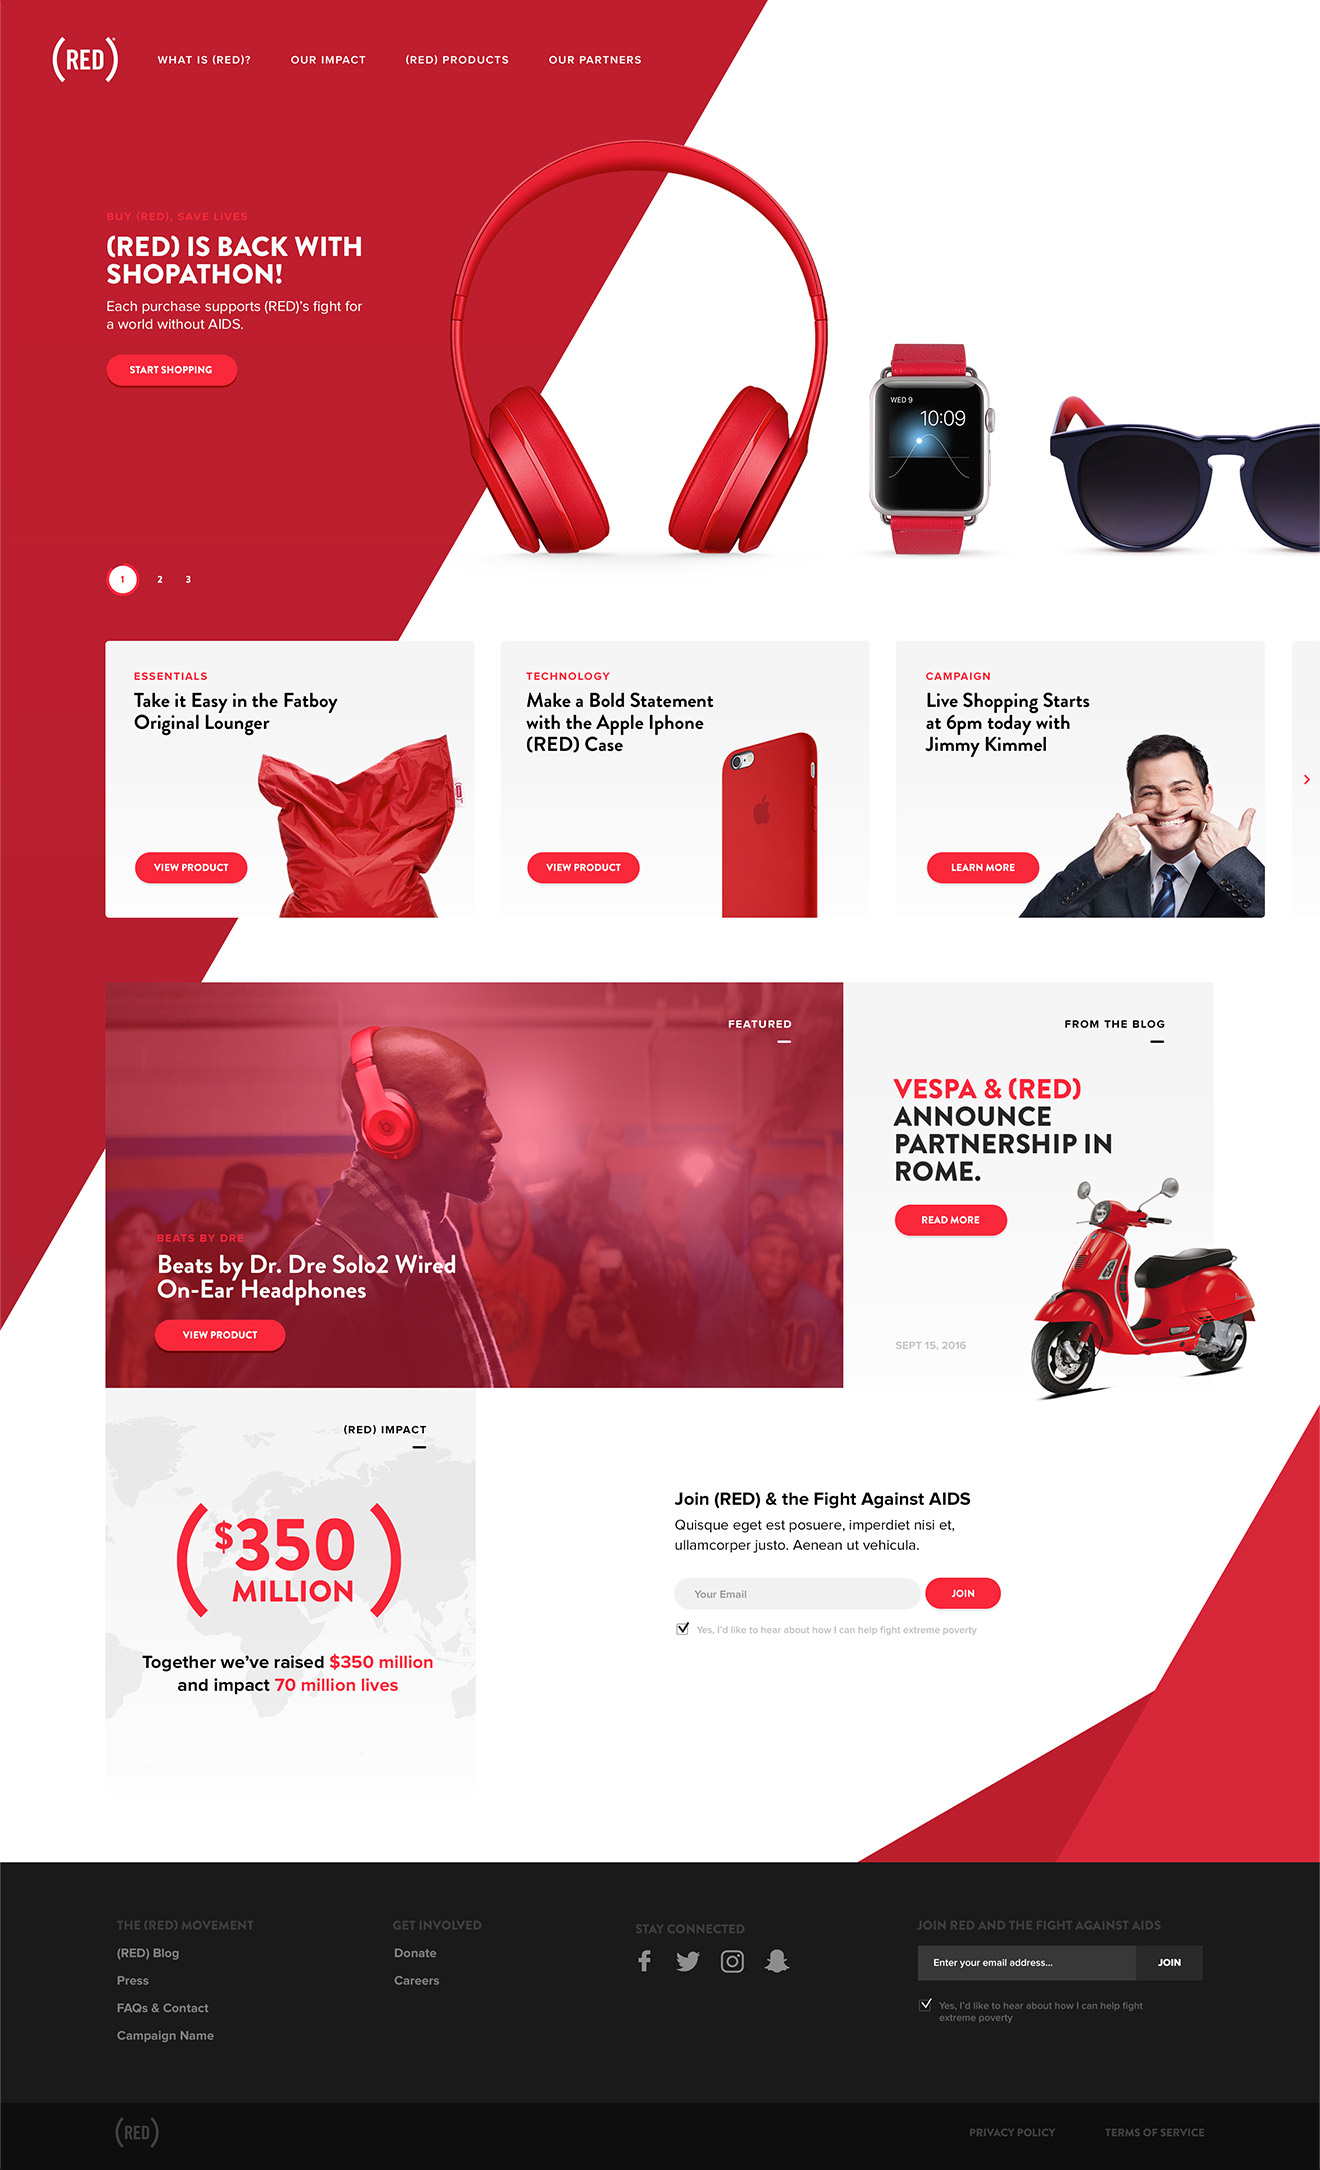 (RED)
WHAT IS (RED)?
OUR IMPACT
(RED) PRODUCTS
OUR PARTNERS
BUY (RED), SAVE LIVES
(RED) IS BACK WITH
SHOPATHON!
Each purchase supports (RED)'s fight for
a world without AIDS.
START SHOPPING
WED 9
10:09
1 2 3
ESSENTIALS
Take it Easy in the Fatboy
Original Lounger
VIEW PRODUCT
TECHNOLOGY
Make a Bold Statement
with the Apple Iphone
(RED) Case
VIEW PRODUCT
CAMPAIGN
Live Shopping Starts
at 6pm today with
Jimmy Kimmel
LEARN MORE
FEATURED
BEATS BY DRE
Beats by Dr. Dre Solo2 Wired
On-Ear Headphones
VIEW PRODUCT
10
FROM THE BLOG
VESPA & (RED)
ANNOUNCE
PARTNERSHIP IN
ROME.
READ MORE
SEPT 15, 2016
(RED) IMPACT
($350
MILLION)
Together we've raised $350 million
and impact 70 million lives
Join (RED) & the Fight Against AIDS
Quisque eget est posuere, imperdiet nisi et,
ullamcorper justo. Aenean ut vehicula.
Your Email
JOIN
Yes, I'd like to hear about how I can help fight extreme poverty
THE (RED) MOVEMENT
(RED) Blog
Press
FAQs & Contact
Campaign Name
GET INVOLVED
Donate
Careers
STAY CONNECTED
JOIN RED AND THE FIGHT AGAINST AIDS
Enter your email address...
JOIN
Yes, I'd like to hear about how I can help fight
extreme poverty
(RED)
PRIVACY POLICY
TERMS OF SERVICE